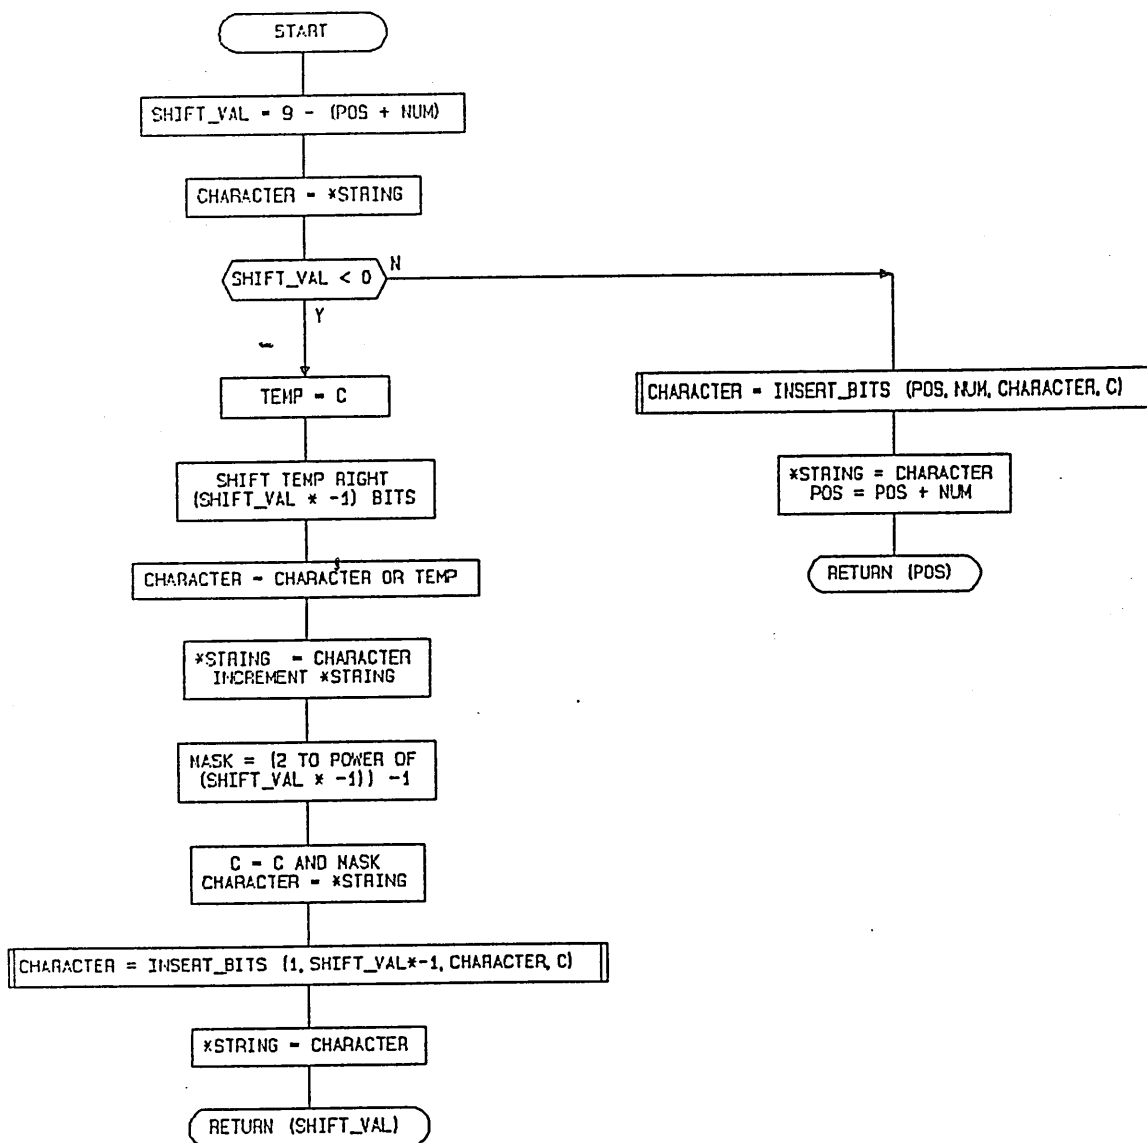 START
SHIFT_VAL = 9 - (POS + NUM)
CHARACTER = *STRING
SHIFT_VAL < 0
N
Y
TEMP = C
SHIFT TEMP RIGHT
(SHIFT_VAL * -1) BITS
CHARACTER = CHARACTER OR TEMP
*STRING = CHARACTER
INCREMENT *STRING
MASK = (2 TO POWER OF
(SHIFT_VAL * -1)) -1
C = C AND MASK
CHARACTER = *STRING
CHARACTER = INSERT_BITS (1, SHIFT_VAL*-1, CHARACTER, C)
*STRING = CHARACTER
RETURN (SHIFT_VAL)
CHARACTER = INSERT_BITS (POS, NUM, CHARACTER, C)
*STRING = CHARACTER
POS = POS + NUM
RETURN (POS)